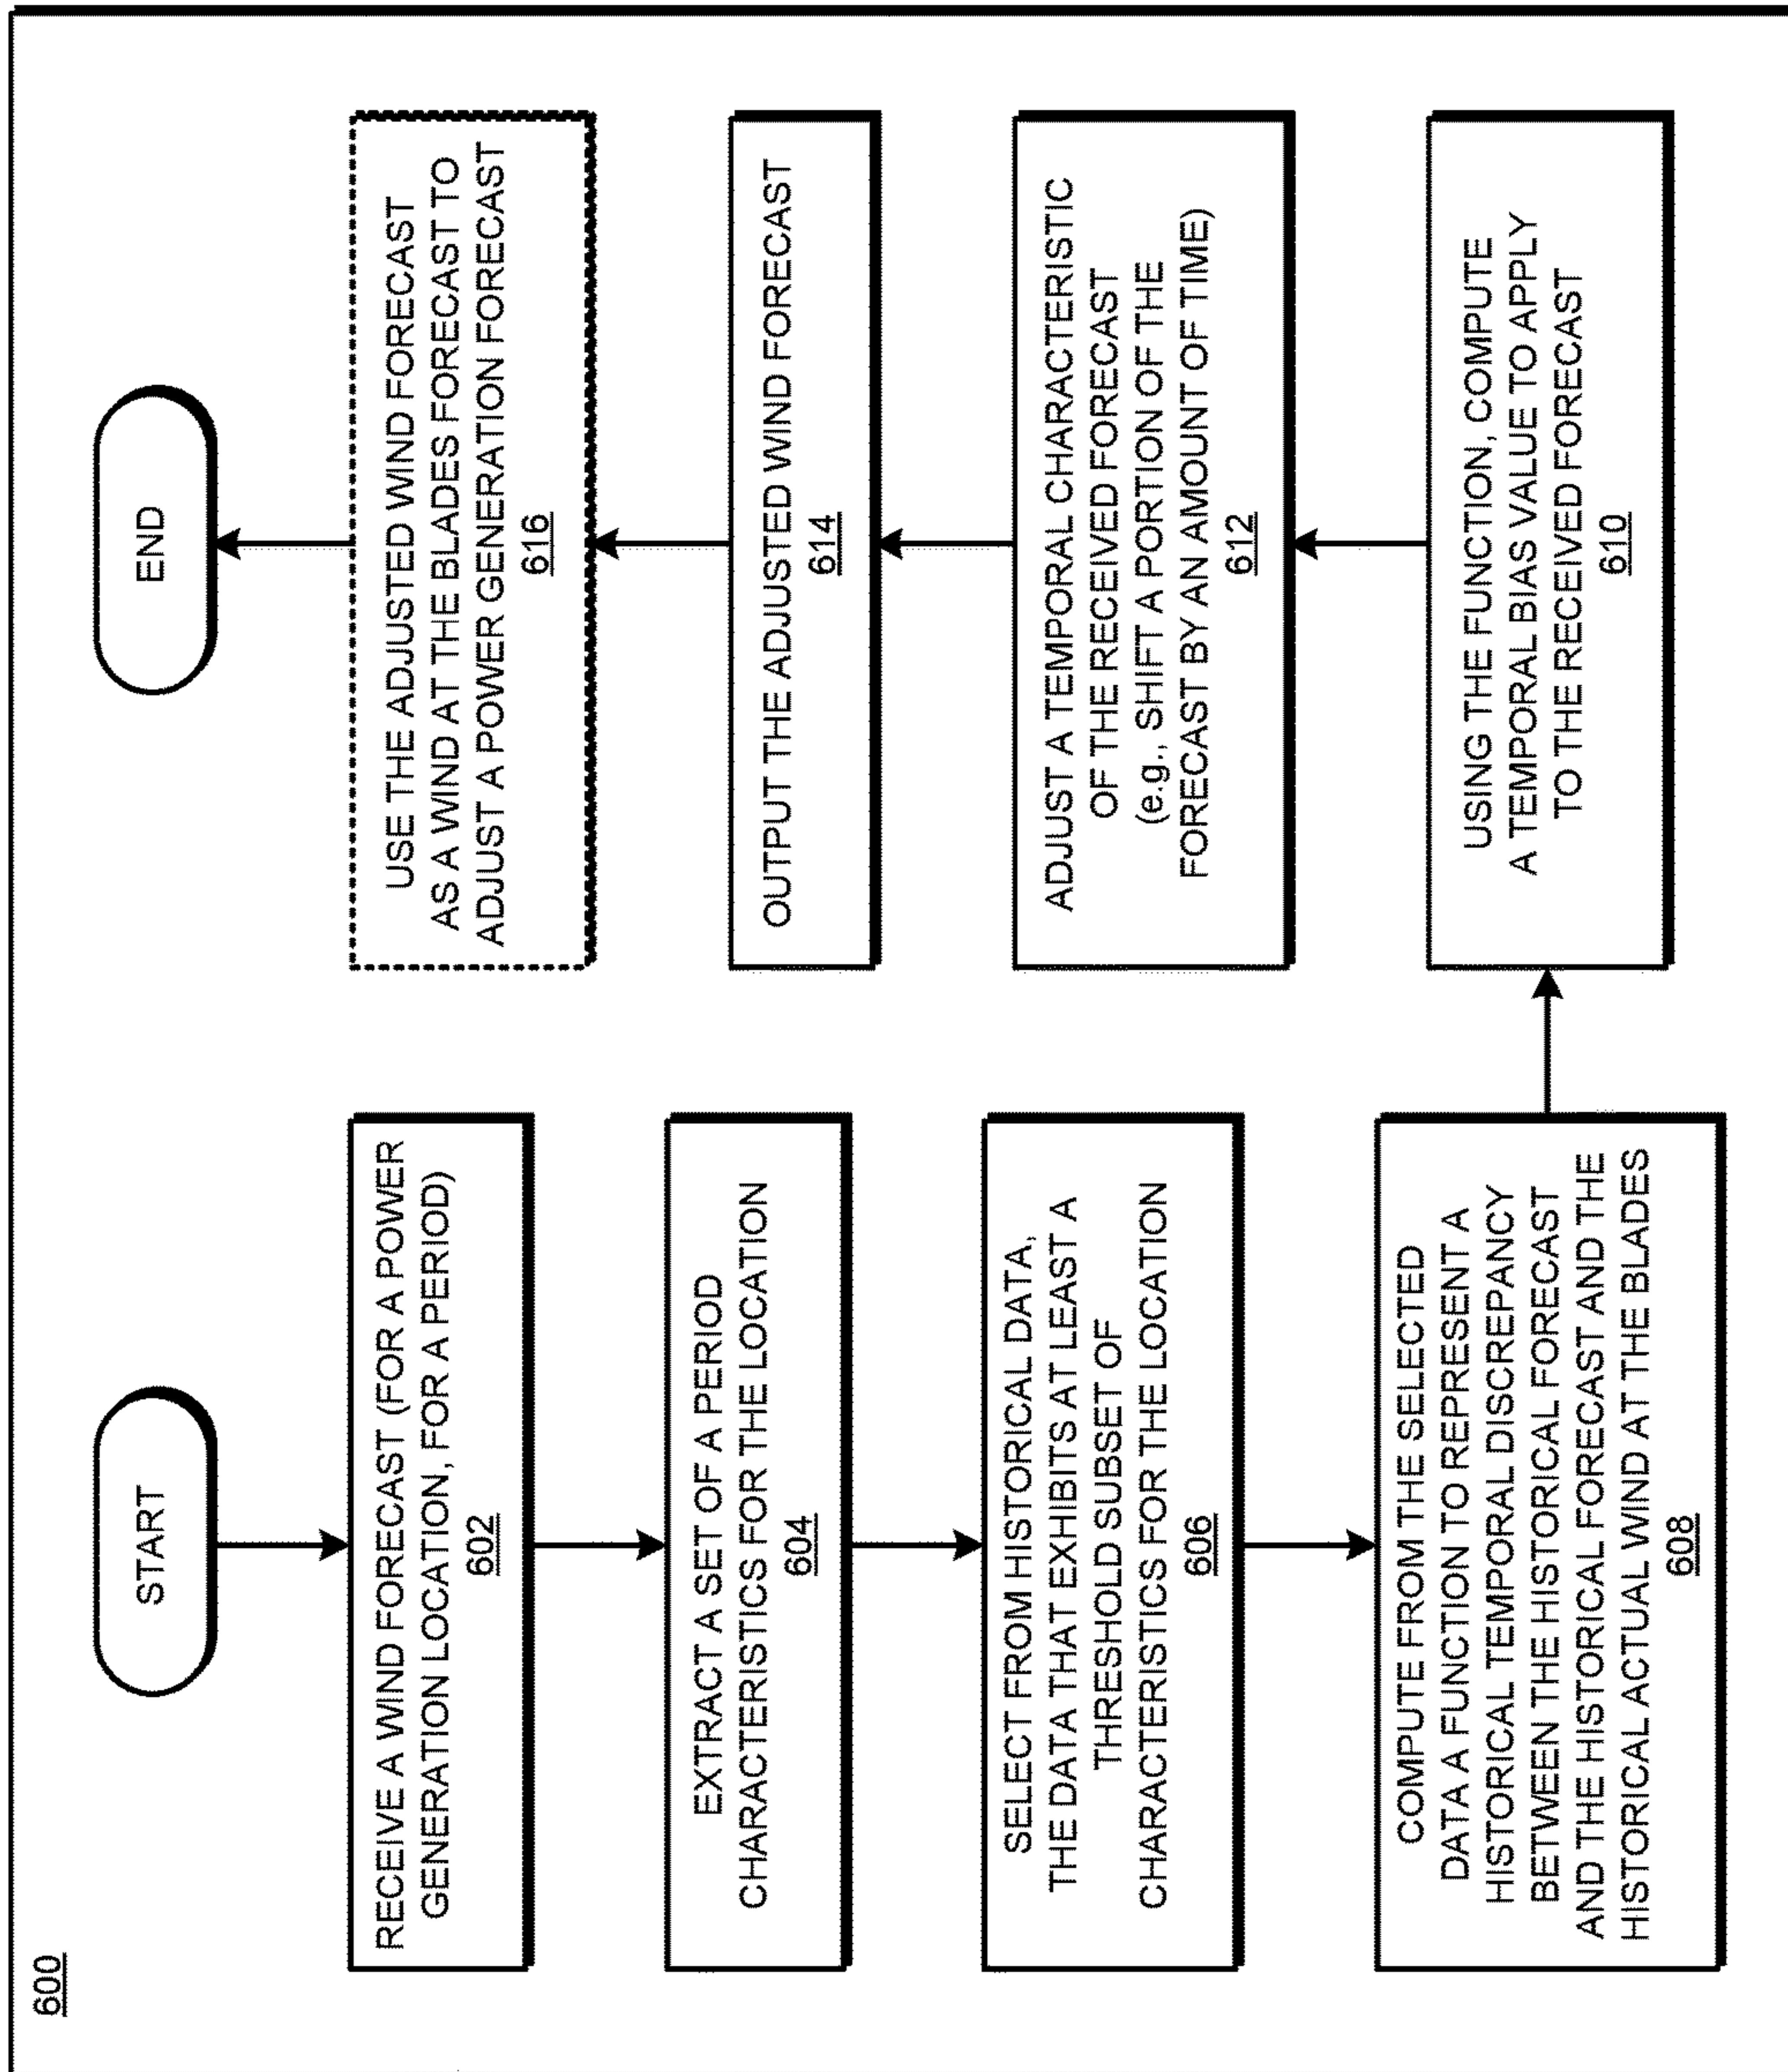 600
START
RECEIVE A WIND FORECAST (FOR A POWER
GENERATION LOCATION, FOR A PERIOD)
602
EXTRACT A SET OF A PERIOD
CHARACTERISTICS FOR THE LOCATION
604
SELECT FROM HISTORICAL DATA,
THE DATA THAT EXHIBITS AT LEAST A
THRESHOLD SUBSET OF
CHARACTERISTICS FOR THE LOCATION
606
COMPUTE FROM THE SELECTED
DATA A FUNCTION TO REPRESENT A
HISTORICAL TEMPORAL DISCREPANCY
BETWEEN THE HISTORICAL FORECAST
AND THE HISTORICAL FORECAST AND THE
HISTORICAL ACTUAL WIND AT THE BLADES
608
USING THE FUNCTION, COMPUTE
A TEMPORAL BIAS VALUE TO APPLY
TO THE RECEIVED FORECAST
610
ADJUST A TEMPORAL CHARACTERISTIC
OF THE RECEIVED FORECAST
(e.g., SHIFT A PORTION OF THE
FORECAST BY AN AMOUNT OF TIME)
612
OUTPUT THE ADJUSTED WIND FORECAST
614
USE THE ADJUSTED WIND FORECAST
AS A WIND AT THE BLADES FORECAST TO
ADJUST A POWER GENERATION FORECAST
616
END